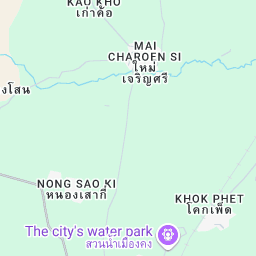 KAO KHO
เก่าค้อ
MAI
CHAROEN SI
ใหม่
เจริญศรี
งโสน
NONG SAO KI
หนองเสากี่
KHOK PHET
โคกเพ็ด
The city's water park
สวนน้ำเมืองคง